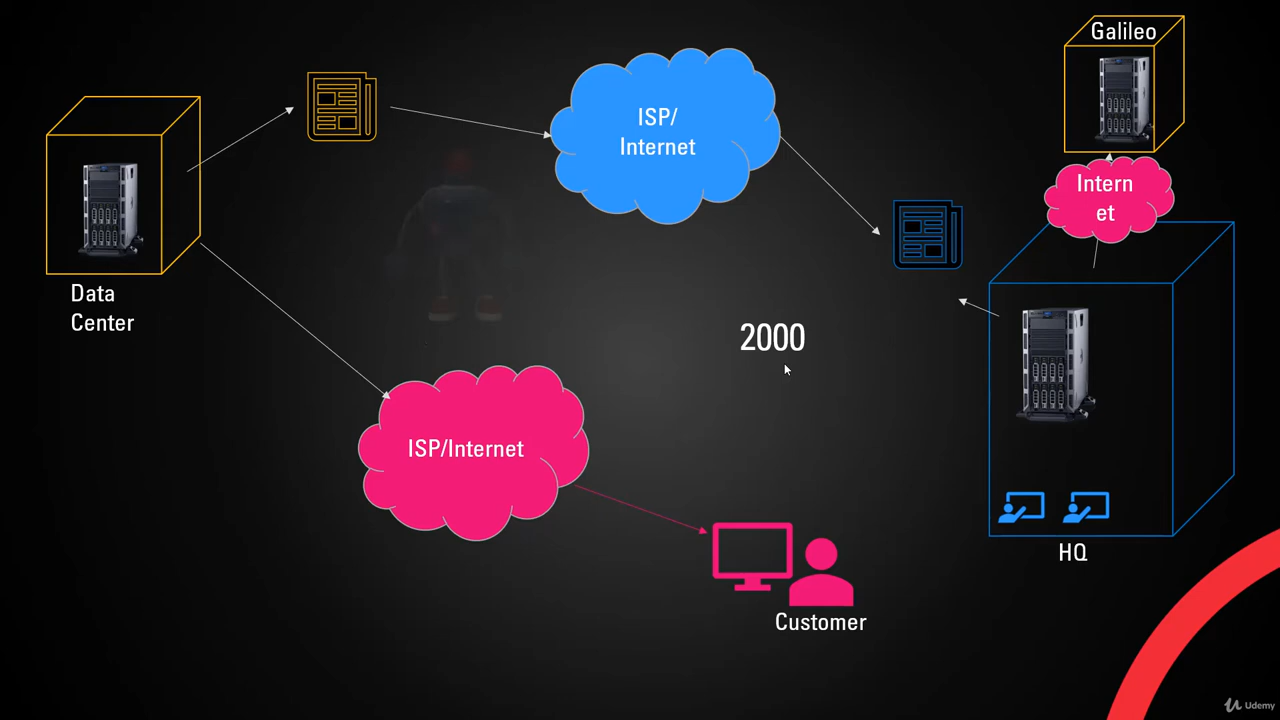 Galileo
ISP/
Internet
Intern
et
Data
Center
2000
ISP/Internet
HQ
Customer
Udemy